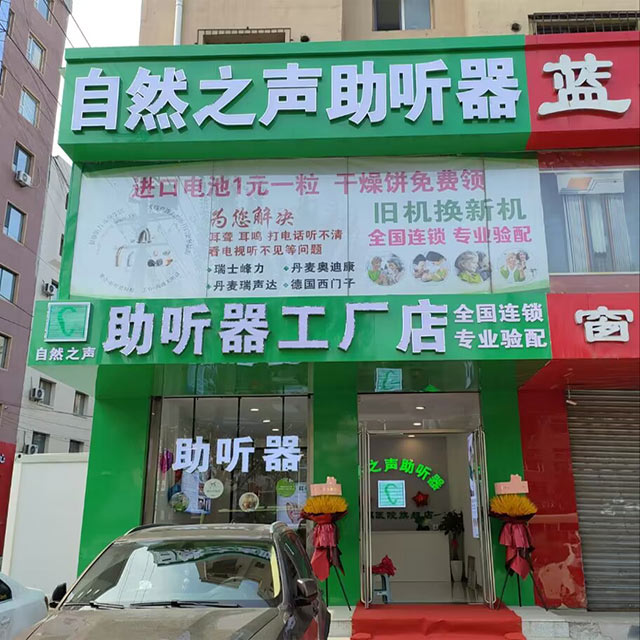 自然之声助听器
蓝
进口电池1元一粒 干燥饼免费领
为您解决
耳聋 耳鸣 打电话听不清
看电视听不见等问题
瑞士峰力
丹麦奥迪康
丹麦瑞声达
德国西门子
旧机换新机
全国连锁 专业验配
自然之声
助听器工厂店
全国连锁
专业验配
窗
助听器
之声助听器